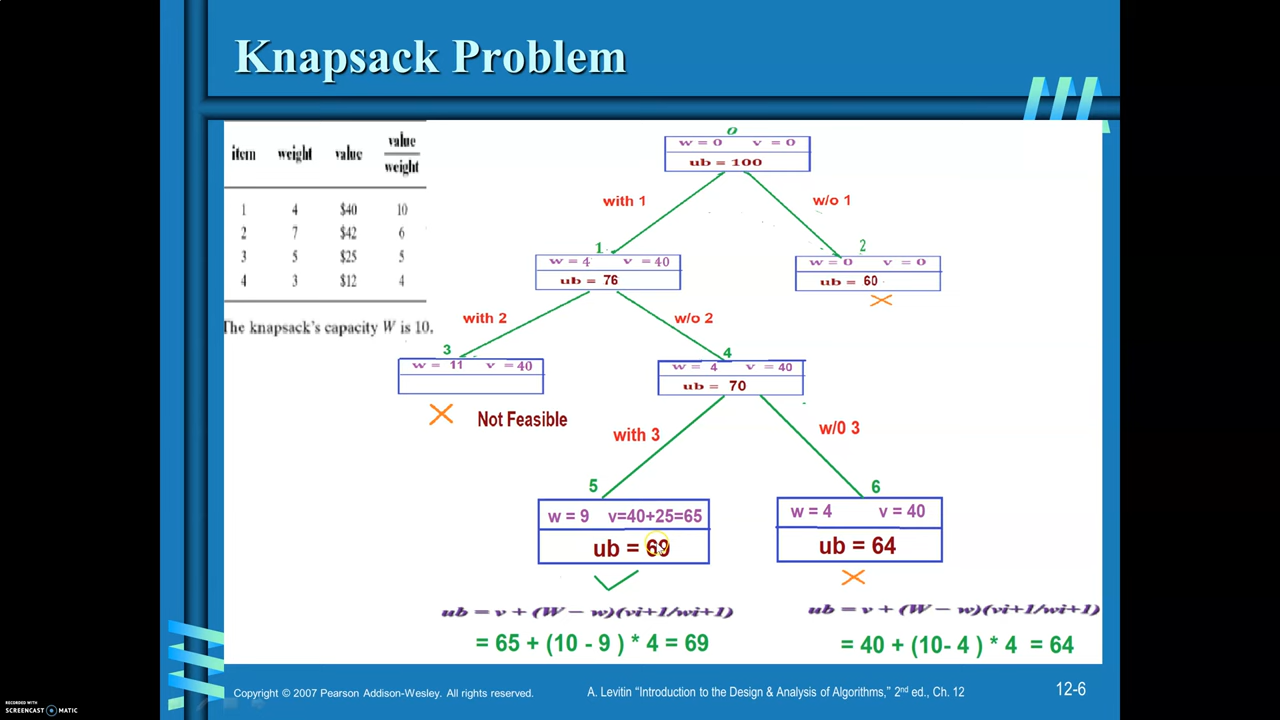 Knapsack Problem
item weight value value
weight
1 4 $40 10
2 7 $42 6
3 5 $25 5
4 3 $12 4
The knapsack's capacity W is 10.
0
w = 0 v = 0
ub = 100
with 1
w/o 1
1
w = 4 v = 40
ub = 76
2
w = 0 v = 0
ub = 60
with 2
w/o 2
3
w = 11 v = 40
Not Feasible
4
w = 4 v = 40
ub = 70
with 3
w/0 3
5
w = 9 v=40+25=65
ub = 69
6
w = 4 v = 40
ub = 64
ub = v + (W – w)(vi+1/wi+1)
= 65 + (10 - 9 ) * 4 = 69
ub = v + (W – w)(vi+1/wi+1)
= 40 + (10- 4 ) * 4 = 64
Copyright © 2007 Pearson Addison-Wesley. All rights reserved.
A. Levitin “Introduction to the Design & Analysis of Algorithms,” 2nd ed., Ch. 12
12-6
RECORDED WITH
SCREENCAST MATIC